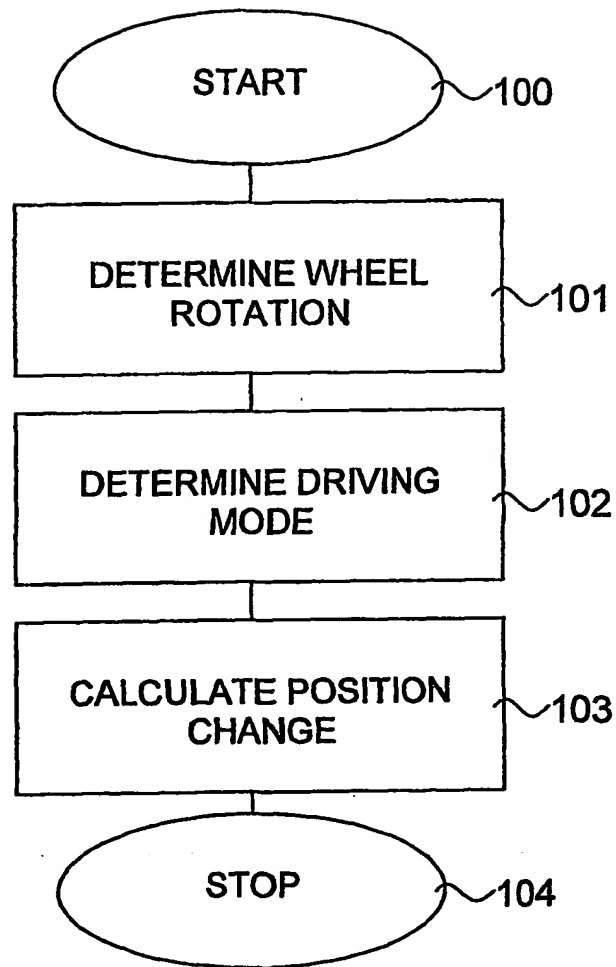 START
100
DETERMINE WHEEL
ROTATION
101
DETERMINE DRIVING
MODE
102
CALCULATE POSITION
CHANGE
103
STOP
104